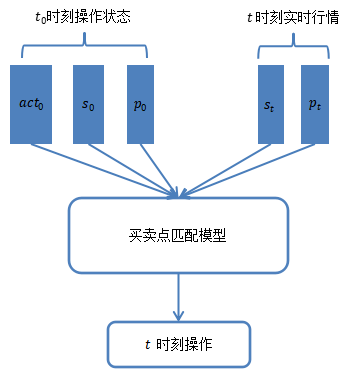 t₀时刻操作状态
t 时刻实时行情
act₀
s₀
p₀
sₜ
pₜ
买卖点匹配模型
t 时刻操作